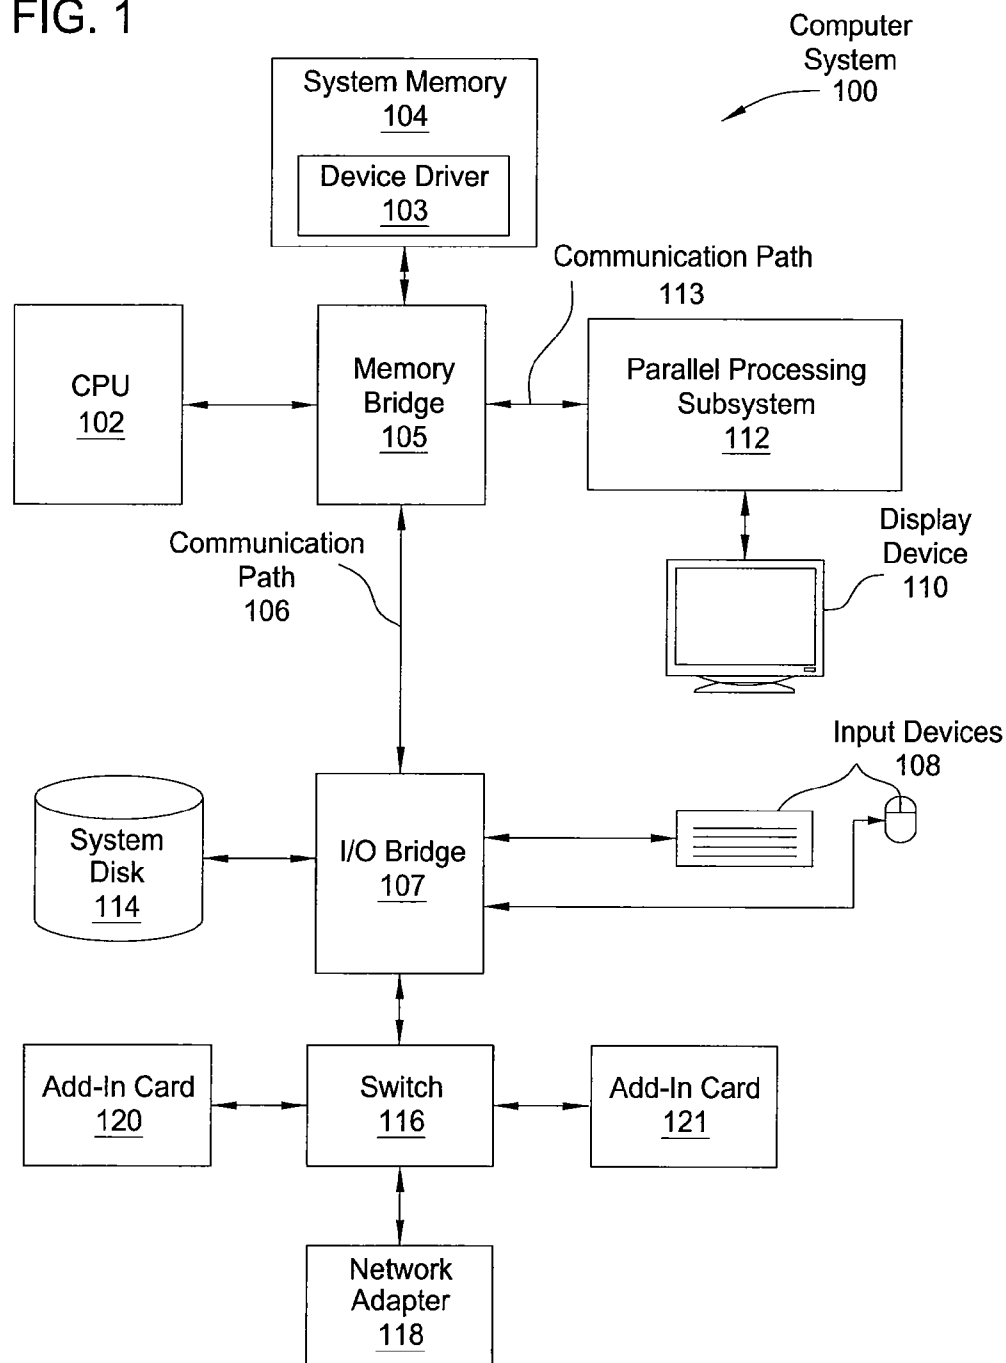 FIG. 1
Computer
System
100
System Memory
104
Device Driver
103
Communication Path
113
CPU
102
Memory
Bridge
105
Parallel Processing
Subsystem
112
Communication
Path
106
Display
Device
110
Input Devices
108
System
Disk
114
I/O Bridge
107
Add-In Card
120
Switch
116
Add-In Card
121
Network
Adapter
118